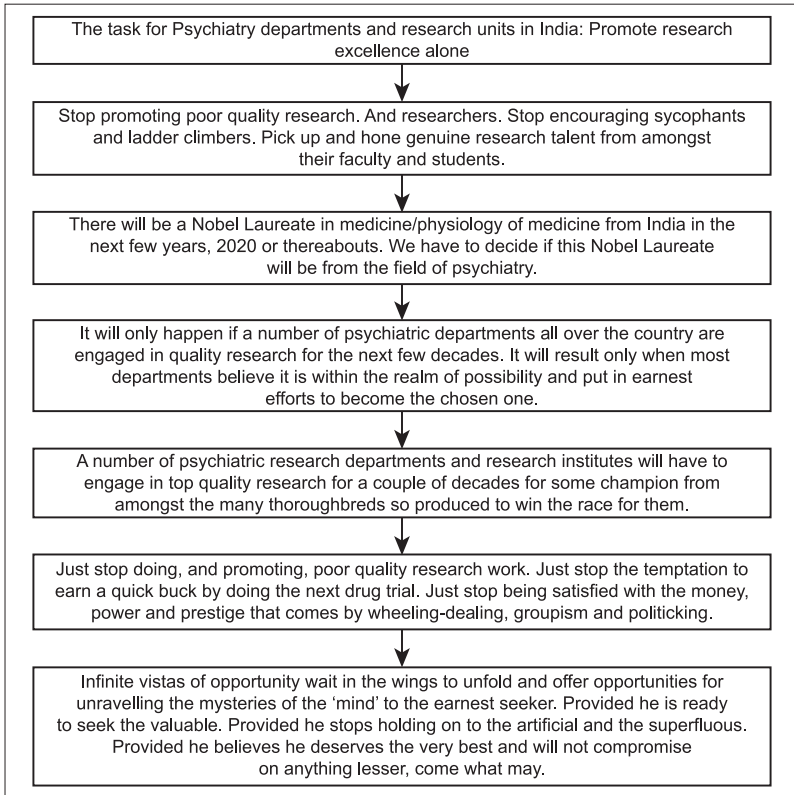 The task for Psychiatry departments and research units in India: Promote research
excellence alone
Stop promoting poor quality research. And researchers. Stop encouraging sycophants
and ladder climbers. Pick up and hone genuine research talent from amongst
their faculty and students.
There will be a Nobel Laureate in medicine/physiology of medicine from India in the
next few years, 2020 or thereabouts. We have to decide if this Nobel Laureate
will be from the field of psychiatry.
It will only happen if a number of psychiatric departments all over the country are
engaged in quality research for the next few decades. It will result only when most
departments believe it is within the realm of possibility and put in earnest
efforts to become the chosen one.
A number of psychiatric research departments and research institutes will have to
engage in top quality research for a couple of decades for some champion from
amongst the many thoroughbreds so produced to win the race for them.
Just stop doing, and promoting, poor quality research work. Just stop the temptation to
earn a quick buck by doing the next drug trial. Just stop being satisfied with the money,
power and prestige that comes by wheeling-dealing, groupism and politicking.
Infinite vistas of opportunity wait in the wings to unfold and offer opportunities for
unravelling the mysteries of the ‘mind’ to the earnest seeker. Provided he is ready
to seek the valuable. Provided he stops holding on to the artificial and the superfluous.
Provided he believes he deserves the very best and will not compromise
on anything lesser, come what may.